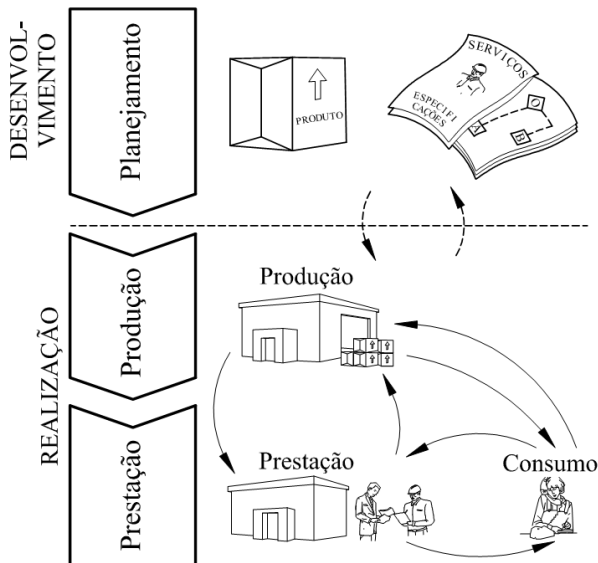 DESENVOL-
VIMENTO
Planejamento
PRODUTO
SERVIÇOS
ESPECIFI
CAÇÕES
A
B
O
REALIZAÇÃO
Produção
Produção
Prestação
Prestação
Consumo